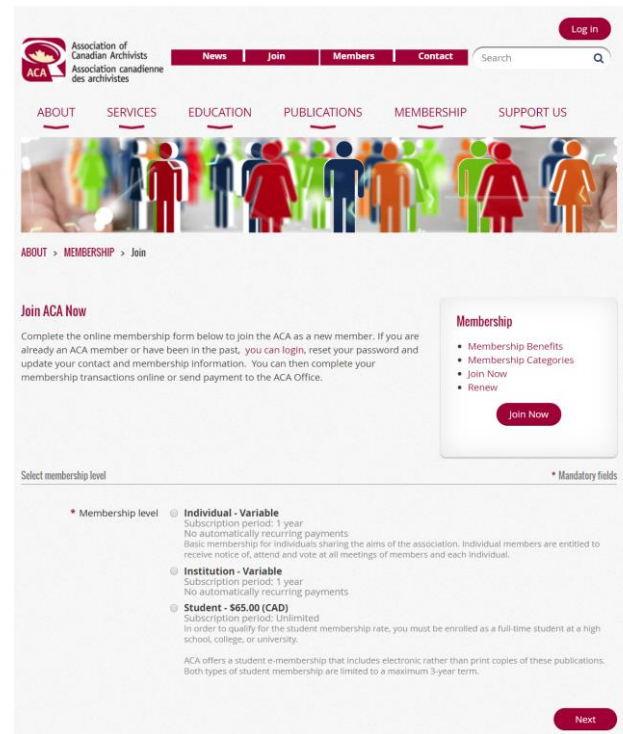 Log in
Association of
Canadian Archivists
Association canadienne
des archivistes
ACA
News Join Members Contact Search
ABOUT SERVICES EDUCATION PUBLICATIONS MEMBERSHIP SUPPORT US
ABOUT > MEMBERSHIP > Join
Join ACA Now
Complete the online membership form below to join the ACA as a new member. If you are
already an ACA member or have been in the past, you can login, reset your password and
update your contact and membership information. You can then complete your
membership transactions online or send payment to the ACA Office.
Membership
Membership Benefits
Membership Categories
Join Now
Renew
Join Now
Select membership level * Mandatory fields
* Membership level
Individual - Variable
Subscription period: 1 year
No automatically recurring payments
Basic membership for individuals sharing the aims of the association. Individual members are entitled to
receive notice of, attend and vote at all meetings of members and each individual.
Institution - Variable
Subscription period: 1 year
No automatically recurring payments
Student - $65.00 (CAD)
Subscription period: Unlimited
In order to qualify for the student membership rate, you must be enrolled as a full-time student at a high
school, college, or university.
ACA offers a student e-membership that includes electronic rather than print copies of these publications.
Both types of student membership are limited to a maximum 3-year term.
Next